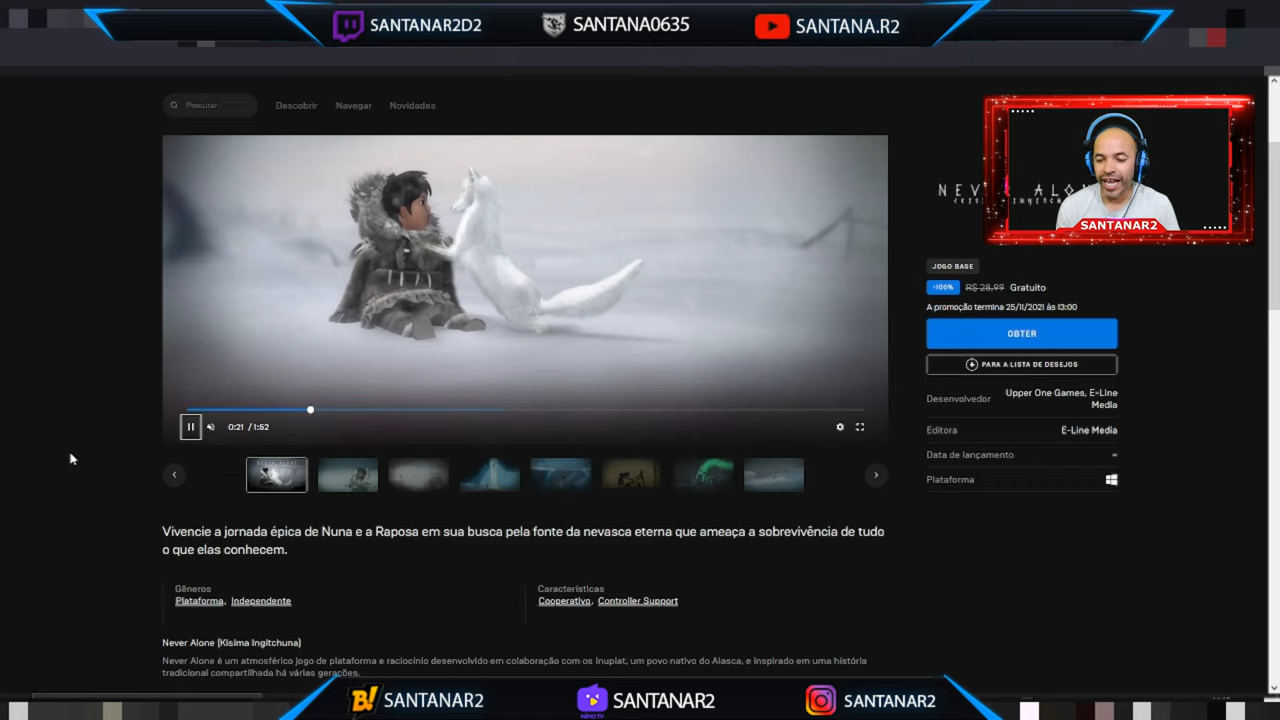 SANTANAR2D2
SANTANA0635
SANTANA.R2
Procurar
Descobrir
Navegar
Novidades
NEVER ALO
SANTANAR2
JOGO BASE
-100%
R$ 28,99
Gratuito
A promoção termina 25/11/2021 às 13:00
OBTER
PARA A LISTA DE DESEJOS
Desenvolvedor
Upper One Games, E-Line
Media
Editora
E-Line Media
Data de lançamento
-
Plataforma
0:21 / 1:52
Vivencie a jornada épica de Nuna e a Raposa em sua busca pela fonte da nevasca eterna que ameaça a sobrevivência de tudo
o que elas conhecem.
Gêneros
Plataforma, Independente
Características
Cooperativo, Controller Support
Never Alone (Kisima Ingitchuna)
Never Alone é um atmosférico jogo de plataforma e raciocínio desenvolvido em colaboração com os Inupiat, um povo nativo do Alasca, e inspirado em uma história
tradicional compartilhada há várias gerações.
B!
SANTANAR2
NIMO TV
SANTANAR2
SANTANAR2